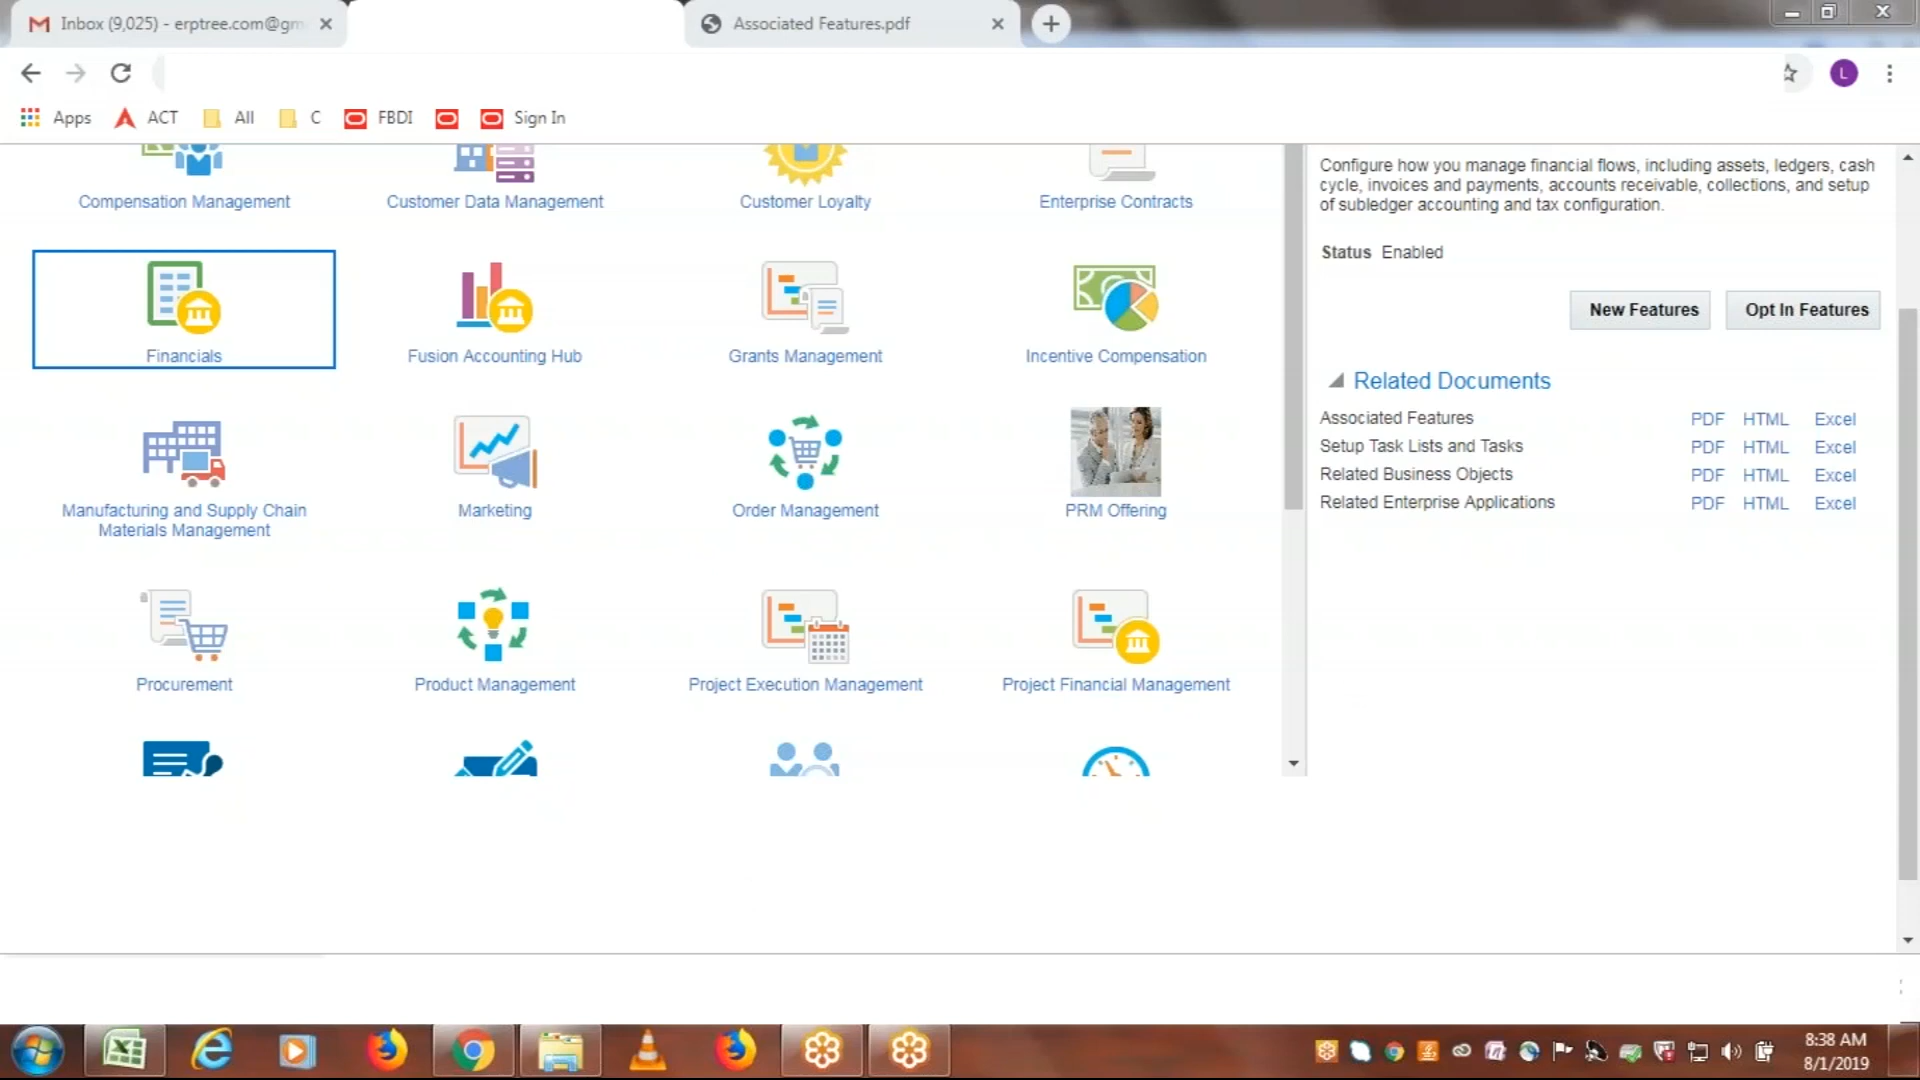 Inbox (9,025) - erptree.com@gm
Associated Features.pdf
L
Apps
ACT
All
C
FBDI
Sign In
Compensation Management
Customer Data Management
Customer Loyalty
Enterprise Contracts
Financials
Fusion Accounting Hub
Grants Management
Incentive Compensation
Manufacturing and Supply Chain
Materials Management
Marketing
Order Management
PRM Offering
Procurement
Product Management
Project Execution Management
Project Financial Management
Configure how you manage financial flows, including assets, ledgers, cash
cycle, invoices and payments, accounts receivable, collections, and setup
of subledger accounting and tax configuration.
Status Enabled
New Features
Opt In Features
Related Documents
Associated Features PDF HTML Excel
Setup Task Lists and Tasks PDF HTML Excel
Related Business Objects PDF HTML Excel
Related Enterprise Applications PDF HTML Excel
8:38 AM
8/1/2019